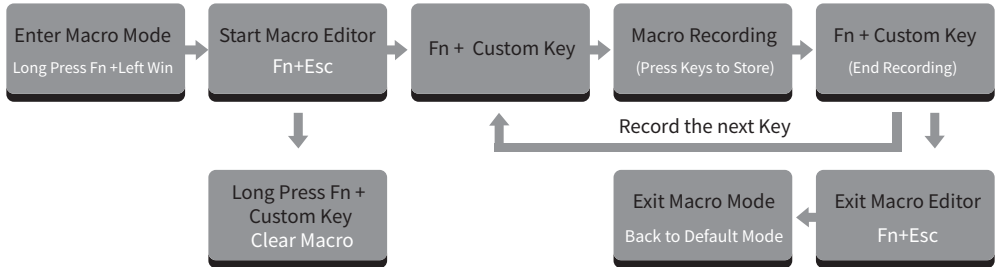 Enter Macro Mode
Long Press Fn +Left Win
Start Macro Editor
Fn+Esc
Fn + Custom Key
Macro Recording
(Press Keys to Store)
Fn + Custom Key
(End Recording)
Record the next Key
Long Press Fn +
Custom Key
Clear Macro
Exit Macro Mode
Back to Default Mode
Exit Macro Editor
Fn+Esc